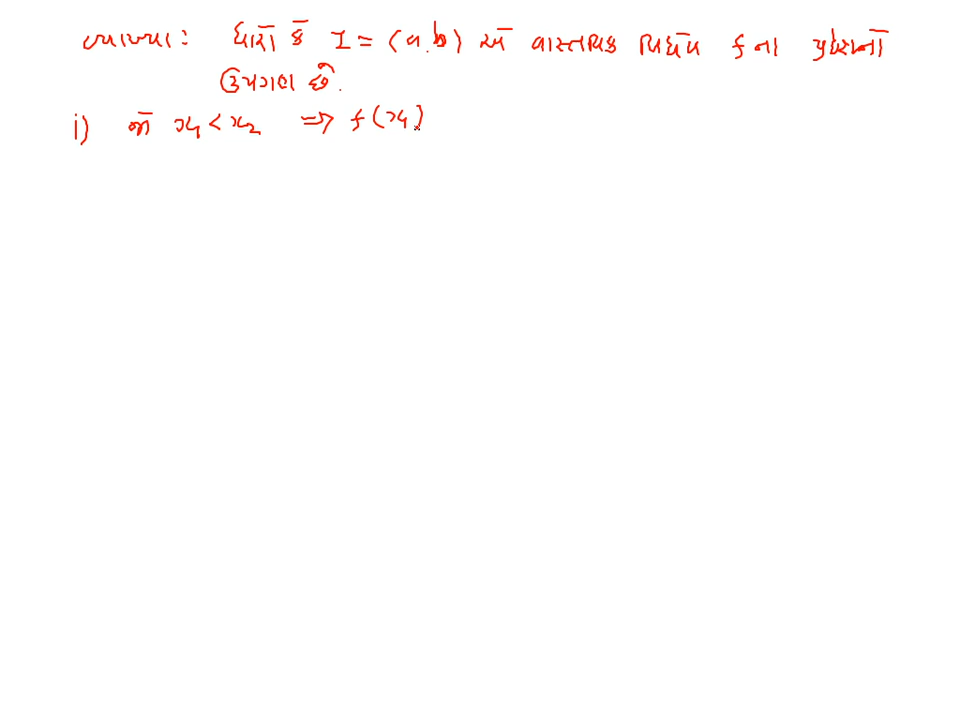 વ્યાખ્યા: ધારો કે I = (a, b) એ વાસ્તવિક વિધેય f ના પ્રદેશનો
ઉપગણ છે.
i) જો x₁ < x₂ ⇒ f(x₁)